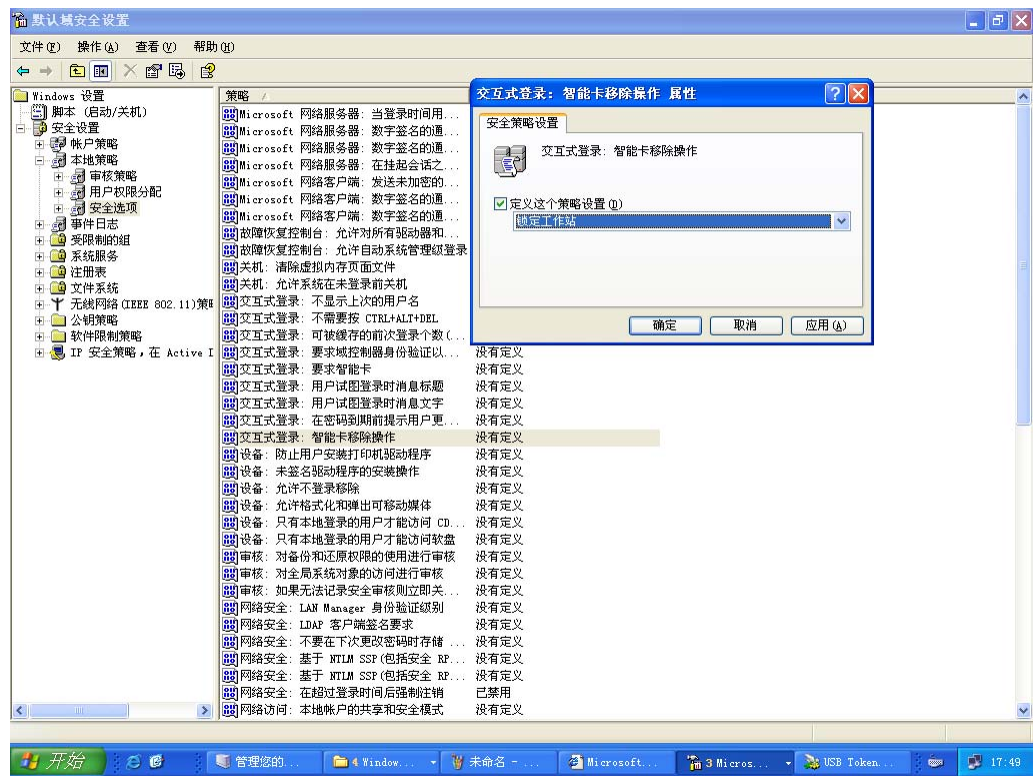 默认域安全设置
文件(F) 操作(A) 查看(V) 帮助(H)
Windows 设置
脚本 (启动/关机)
安全设置
帐户策略
本地策略
审核策略
用户权限分配
安全选项
事件日志
受限制的组
系统服务
注册表
文件系统
无线网络(IEEE 802.11)策略
公钥策略
软件限制策略
IP 安全策略，在 Active I
策略
Microsoft 网络服务器: 当登录时间用...
Microsoft 网络服务器: 数字签名的通...
Microsoft 网络服务器: 数字签名的通...
Microsoft 网络服务器: 在挂起会话之...
Microsoft 网络客户端: 发送未加密的...
Microsoft 网络客户端: 数字签名的通...
Microsoft 网络客户端: 数字签名的通...
故障恢复控制台: 允许对所有驱动器和...
故障恢复控制台: 允许自动系统管理级登录
关机: 清除虚拟内存页面文件
关机: 允许系统在未登录前关机
交互式登录: 不显示上次的用户名
交互式登录: 不需要按 CTRL+ALT+DEL
交互式登录: 可被缓存的前次登录个数(...
交互式登录: 要求域控制器身份验证以... 没有定义
交互式登录: 要求智能卡 没有定义
交互式登录: 用户试图登录时消息标题 没有定义
交互式登录: 用户试图登录时消息文字 没有定义
交互式登录: 在密码到期前提示用户更... 没有定义
交互式登录: 智能卡移除操作 没有定义
设备: 防止用户安装打印机驱动程序 没有定义
设备: 未签名驱动程序的安装操作 没有定义
设备: 允许不登录移除 没有定义
设备: 允许格式化和弹出可移动媒体 没有定义
设备: 只有本地登录的用户才能访问 CD... 没有定义
设备: 只有本地登录的用户才能访问软盘 没有定义
审核: 对备份和还原权限的使用进行审核 没有定义
审核: 对全局系统对象的访问进行审核 没有定义
审核: 如果无法记录安全审核则立即关... 没有定义
网络安全: LAN Manager 身份验证级别 没有定义
网络安全: LDAP 客户端签名要求 没有定义
网络安全: 不要在下次更改密码时存储 ... 没有定义
网络安全: 基于 NTLM SSP(包括安全 RP... 没有定义
网络安全: 基于 NTLM SSP(包括安全 RP... 没有定义
网络安全: 在超过登录时间后强制注销 已禁用
网络访问: 本地帐户的共享和安全模式 没有定义
交互式登录: 智能卡移除操作 属性
安全策略设置
交互式登录: 智能卡移除操作
定义这个策略设置(D)
锁定工作站
确定 取消 应用(A)
开始 管理您的... 4 Window... 未命名 - ... Microsoft... 3 Micros... USB Token... 17:49